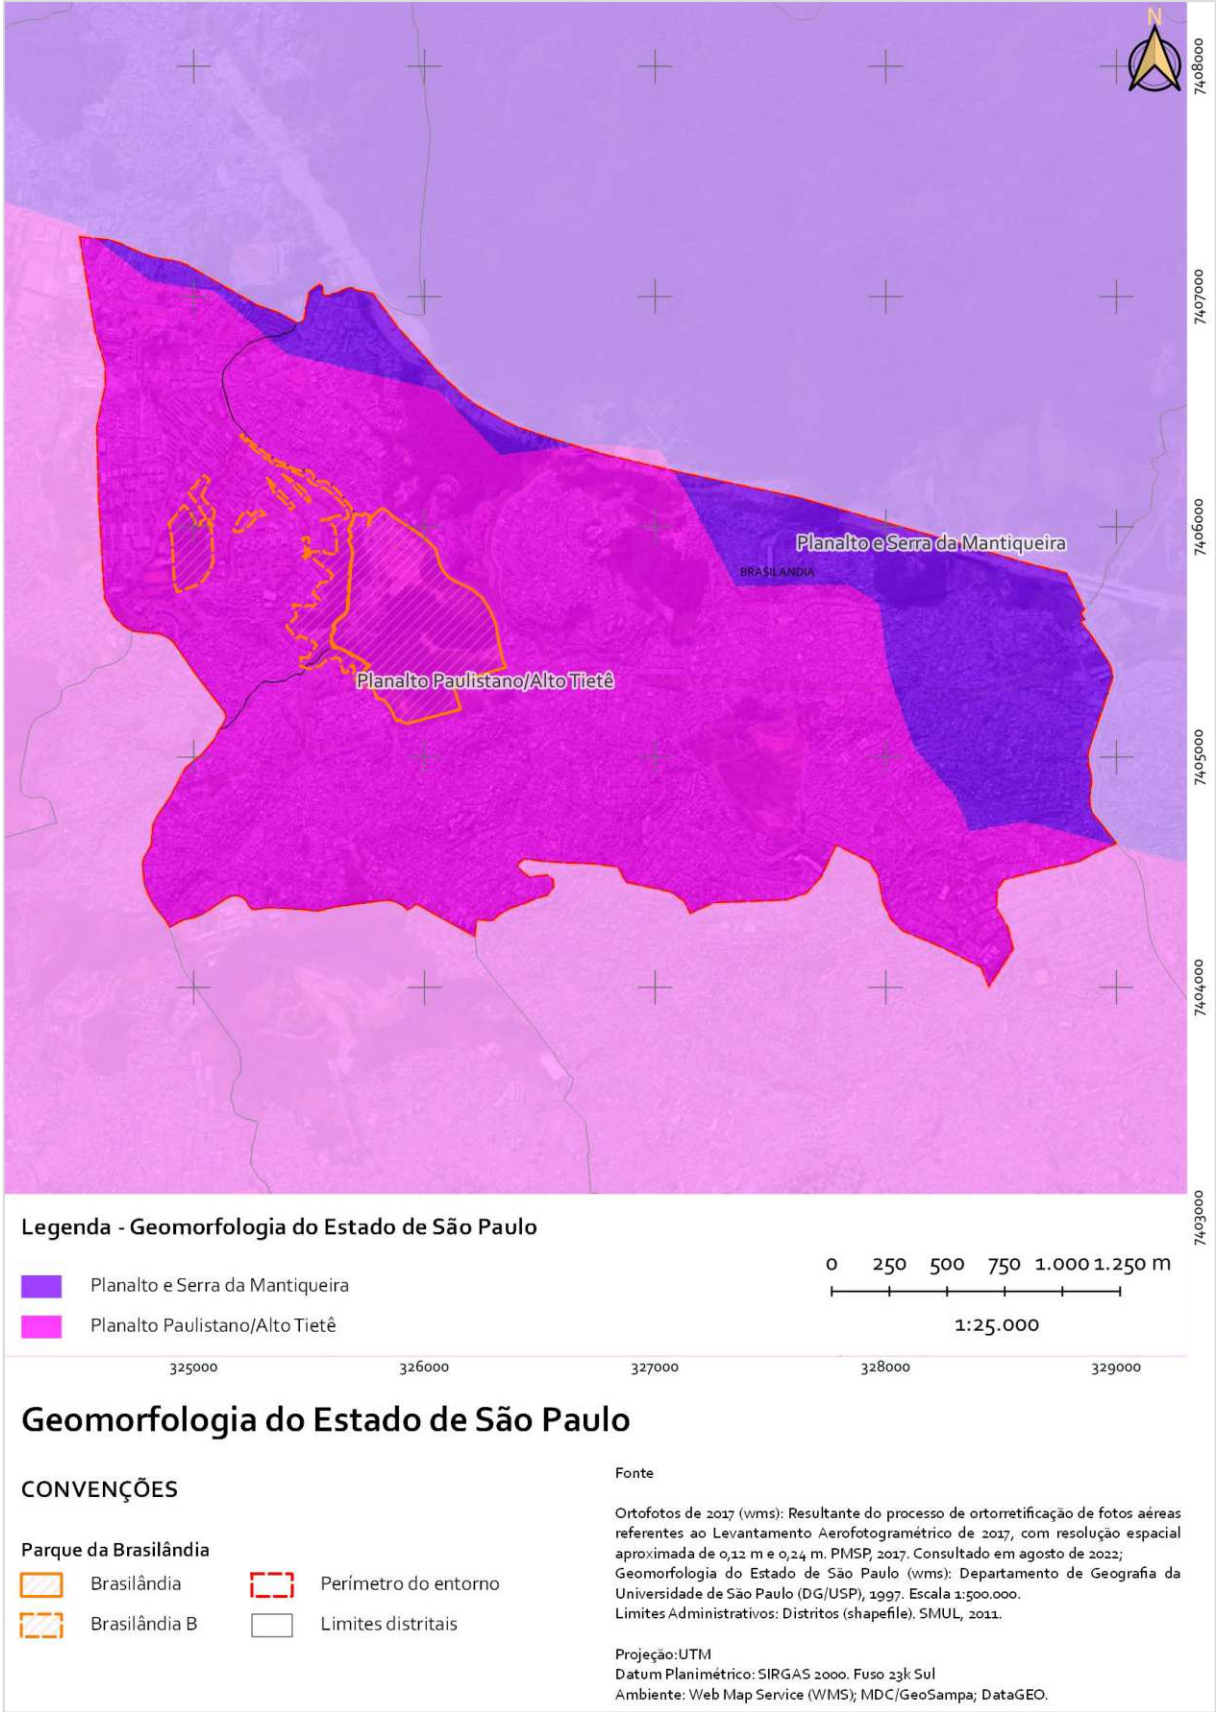 N
7408000
7407000
7406000
Planalto e Serra da Mantiqueira
BRASILANDIA
Planalto Paulistano/Alto Tietê
7405000
7404000
7403000
Legenda - Geomorfologia do Estado de São Paulo
Planalto e Serra da Mantiqueira
Planalto Paulistano/Alto Tietê
0 250 500 750 1.000 1.250 m
1:25.000
325000 326000 327000 328000 329000
Geomorfologia do Estado de São Paulo
CONVENÇÕES
Parque da Brasilândia
Brasilândia
Perímetro do entorno
Brasilândia B
Limites distritais
Fonte
Ortofotos de 2017 (wms): Resultante do processo de ortorretificação de fotos aéreas
referentes ao Levantamento Aerofotogramétrico de 2017, com resolução espacial
aproximada de 0,12 m e 0,24 m. PMSP, 2017. Consultado em agosto de 2022;
Geomorfologia do Estado de São Paulo (wms): Departamento de Geografia da
Universidade de São Paulo (DG/USP), 1997. Escala 1:500.000.
Limites Administrativos: Distritos (shapefile). SMUL, 2011.
Projeção:UTM
Datum Planimétrico: SIRGAS 2000. Fuso 23k Sul
Ambiente: Web Map Service (WMS); MDC/GeoSampa; DataGEO.